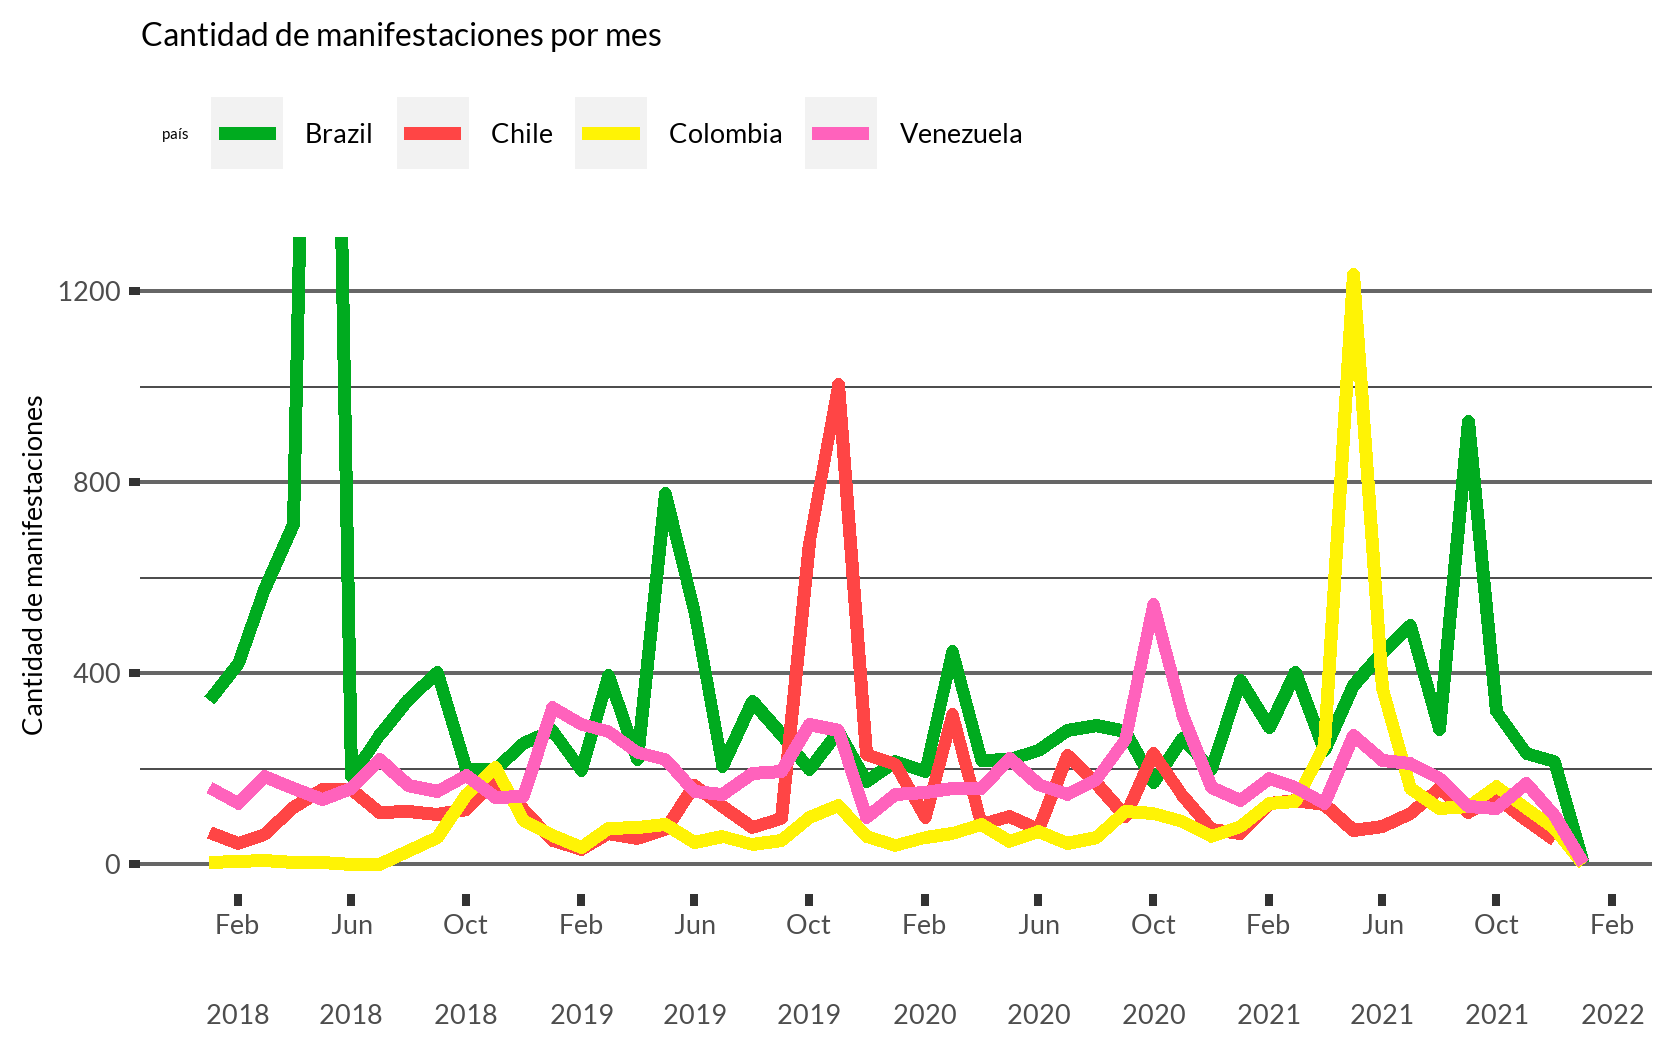 Cantidad de manifestaciones por mes
país Brazil Chile Colombia Venezuela
Cantidad de manifestaciones
1200
800
400
0
Feb Jun Oct Feb Jun Oct Feb Jun Oct Feb Jun Oct Feb
2018 2018 2018 2019 2019 2019 2020 2020 2020 2021 2021 2021 2022